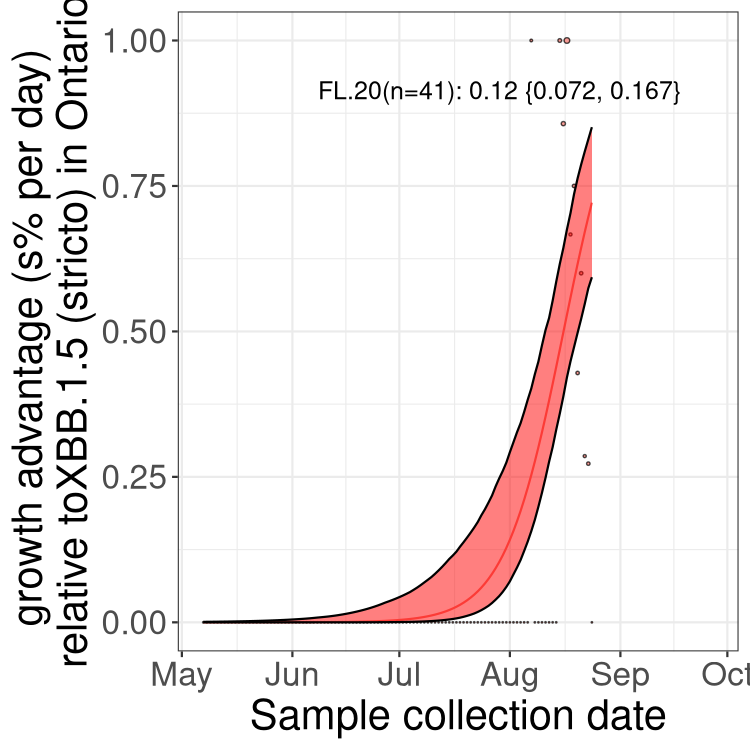 growth advantage (s% per day)
relative toXBB.1.5 (stricto) in Ontario
1.00
0.75
0.50
0.25
0.00
FL.20(n=41): 0.12 {0.072, 0.167}
May Jun Jul Aug Sep Oct
Sample collection date